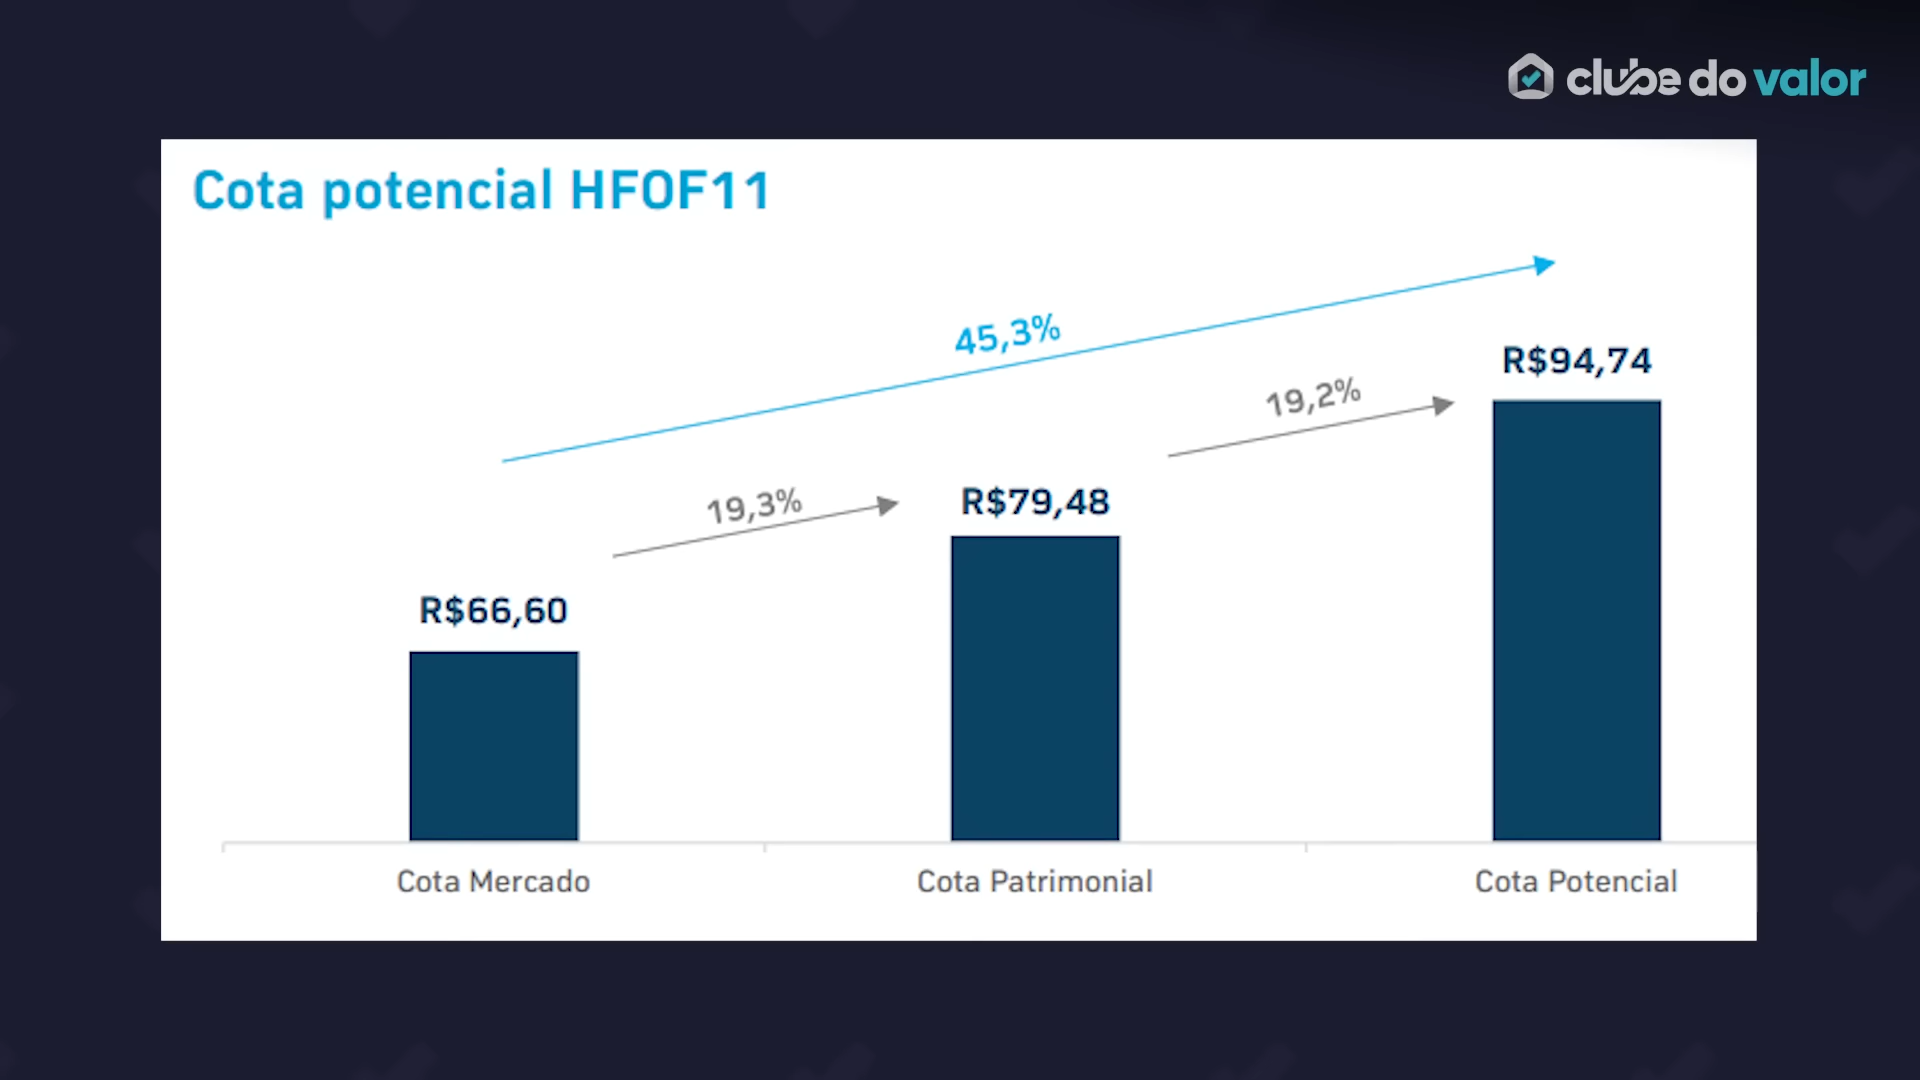 clube do valor
Cota potencial HFOF11
45,3%
R$94,74
19,2%
19,3%
R$79,48
R$66,60
Cota Mercado
Cota Patrimonial
Cota Potencial